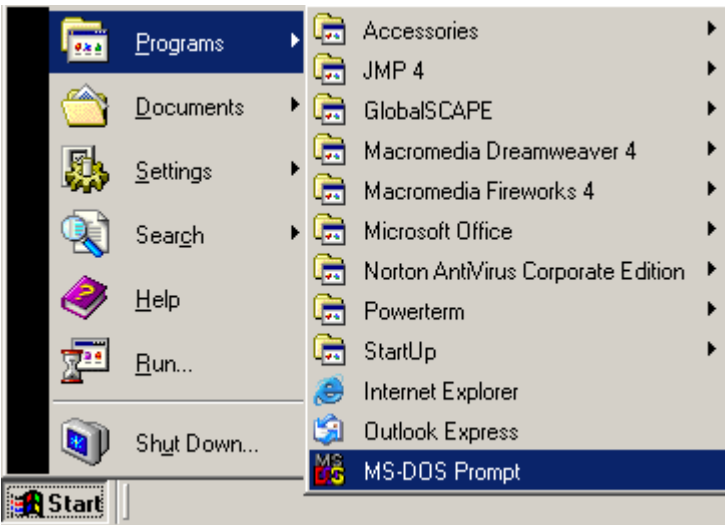 Programs
Documents
Settings
Search
Help
Run...
Shut Down...
Start
Accessories
JMP 4
GlobalSCAPE
Macromedia Dreamweaver 4
Macromedia Fireworks 4
Microsoft Office
Norton AntiVirus Corporate Edition
Powerterm
StartUp
Internet Explorer
Outlook Express
MS-DOS Prompt